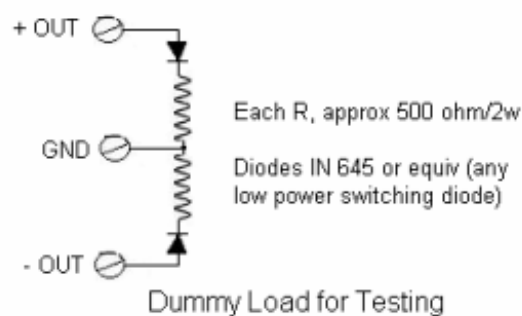 + OUT
Each R, approx 500 ohm/2w
GND
Diodes IN 645 or equiv (any
low power switching diode)
- OUT
Dummy Load for Testing